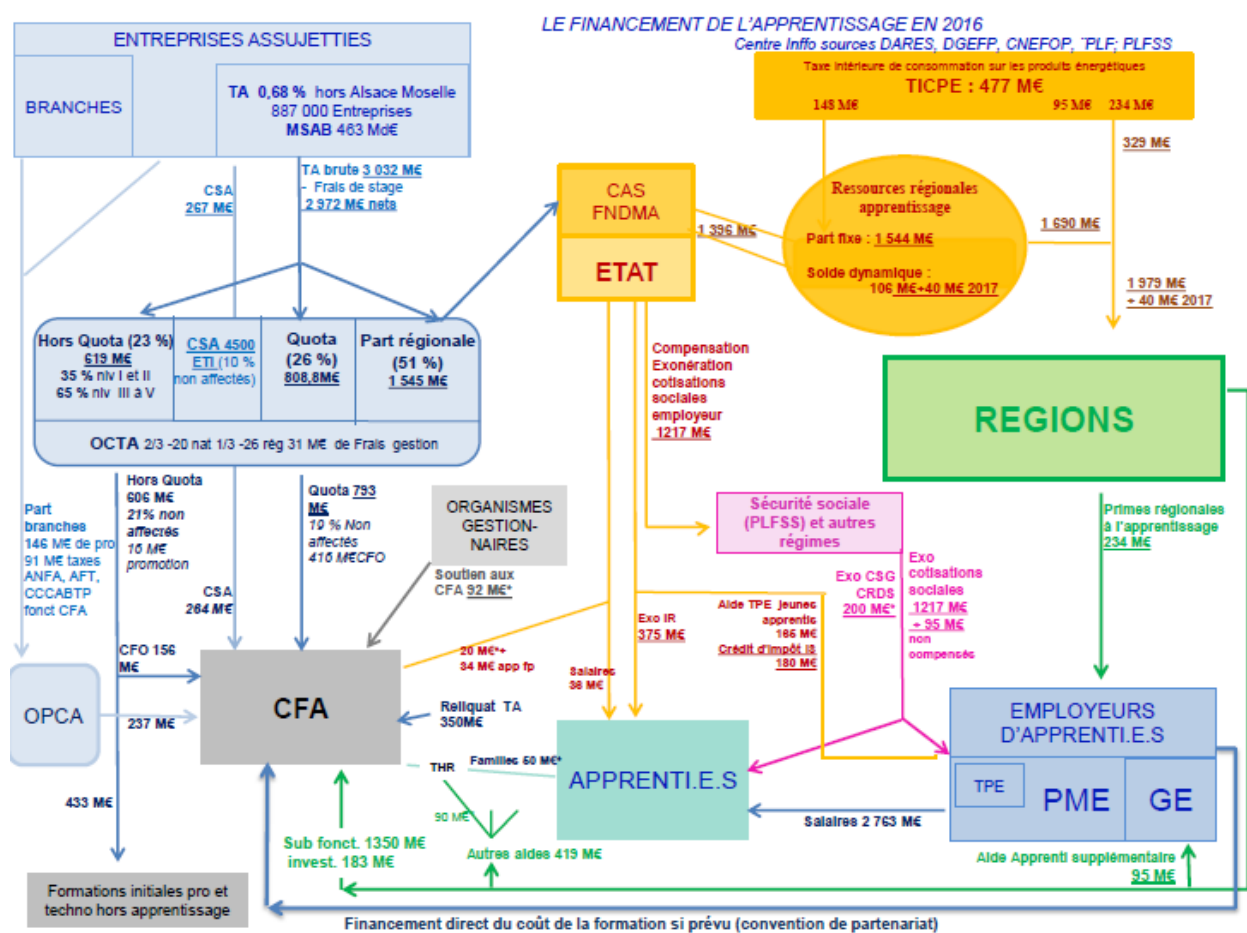 LE FINANCEMENT DE L'APPRENTISSAGE EN 2016
Centre Inffo sources DARES, DGEFP, CNEFOP, ¨PLF; PLFSS
ENTREPRISES ASSUJETTIES
BRANCHES
TA 0,68 % hors Alsace Moselle
887 000 Entreprises
MSAB 463 Md€
Taxe intérieure de consommation sur les produits énergétiques
TICPE : 477 M€
148 M€
95 M€ 234 M€
329 M€
CSA
267 M€
TA brute 3 032 M€
- Frais de stage
2 972 M€ nets
CAS
FNDMA
ETAT
1 396 M€
Ressources régionales
apprentissage
Part fixe : 1 544 M€
Solde dynamique :
106 M€+40 M€ 2017
1 690 M€
1 979 M€
+ 40 M€ 2017
Hors Quota (23 %)
619 M€
35 % niv I et II
65 % niv III à V
CSA 4500
ETI (10 %
non affectés)
Quota
(26 %)
808,8M€
Part régionale
(51 %)
1 545 M€
OCTA 2/3 -20 nat 1/3 -26 rég 31 M€ de Frais gestion
Compensation
Exonération
cotisations
sociales
employeur
1217 M€
REGIONS
Part
branches
146 M€ de pro
91 M€ taxes
ANFA, AFT,
CCCABTP
fonct CFA
Hors Quota
606 M€
21% non
affecrés
16 M€
promotion
CSA
264 M€
Quota 793
M€
19 % Non
affectés
416 M€CFO
ORGANISMES
GESTION-
NAIRES
Soutien aux
CFA 92 M€*
Sécurité sociale
(PLFSS) et autres
régimes
Primes régionales
à l'apprentissage
234 M€
Exo CSG
CRDS
200 M€*
Exo
cotisations
sociales
1217 M€
+ 95 M€
non
compensés
Exo IR
375 M€
Aide TPE jeunes
apprentis
166 M€
Crédit d'impôt IS
180 M€
CFO 156
M€
20 M€*+
34 M€ app fp
Salaires
36 M€
OPCA
237 M€
CFA
Reliquat TA
350M€
THR
Familles 60 M€*
APPRENTI.E.S
EMPLOYEURS
D'APPRENTI.E.S
TPE
PME
GE
433 M€
90 M€
Salaires 2 763 M€
Sub fonct. 1350 M€
invest. 183 M€
Autres aides 419 M€
Aide Apprenti supplémentaire
95 M€
Formations initiales pro et
techno hors apprentissage
Financement direct du coût de la formation si prévu (convention de partenariat)